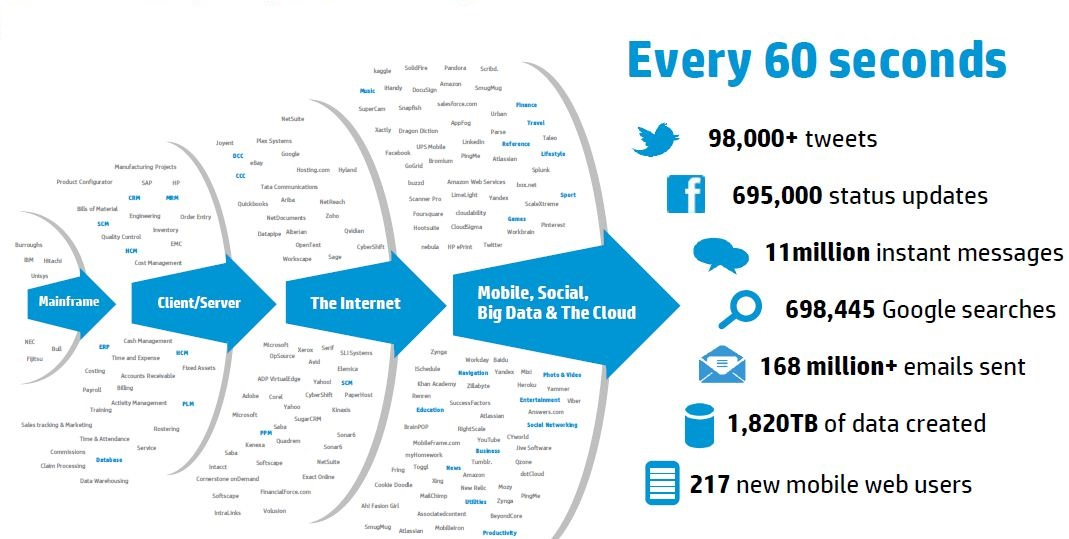 Every 60 seconds
98,000+ tweets
695,000 status updates
11million instant messages
698,445 Google searches
168 million+ emails sent
1,820TB of data created
217 new mobile web users
Mainframe
Burroughs
IBM Hitachi
Unisys
NEC
Bull
Fijitsu
Client/Server
Manufacturing Projects
Product Configurator SAP HP
CRM MRM
Bills of Material
Engineering Order Entry
SCM
Inventory
Quality Control
EMC
HCM
Cost Management
Cash Management
ERP
HCM
Time and Expense
Fixed Assets
Costing
Accounts Receivable
Payroll Billing
Activity Management PLM
Training
Sales tracking & Marketing
Rostering
Time & Attendance
Service
Commissions
Database
Claim Processing
Data Warehousing
The Internet
NetSuite
Joyent Plex Systems
DCC Google
eBay
CCC Hosting.com Hyland
Tata Communications
Quickbooks Ariba NetReach
NetDocuments Zoho
Datapipe Alterian Qvidian
OpenText CyberShift
Workscape Sage
Microsoft Xerox Serif SLI Systems
OpSource Avid
Elemica
ADP VirtualEdge Yahoo! SCM
Adobe Corel CyberShift PaperHost
Yahoo Kinaxis
Microsoft SugarCRM
Saba
PPM Sonar6
Kenexa Quadrem
Saba Sonar6
Intacct Softscape NetSuite
Cornerstone onDemand Exact Online
Softscape FinancialForce.com
IntraLinks Volusion
Mobile, Social,
Big Data & The Cloud
kaggle SolidFire Pandora Scribd.
Music iHandy DocuSign Amazon SmugMug
SuperCam Snapfish salesforce.com Finance
Urban
AppFog Travel
Xactly Dragon Diction Parse
Taleo
UPS Mobile LinkedIn Reference
Facebook PingMe Lifestyle
Bromium Atlassian
GoGrid Splunk
buzzd Amazon Web Services box.net
Scanner Pro LimeLight Yandex Sport
ScaleXtreme
Foursquare cloudability
Games
Hootsuite CloudSigma Pinterest
Workbrain
nebula HP ePrint Twitter
Zynga
Workday Baidu
iSchedule Navigation Yandex Mixi Photo & Video
Khan Academy Zillabyte Heroku Yammer
Renren
SuccessFactors Entertainment Viber
Education Atlassian Answers.com
BrainPOP RightScale Social Networking
MobileFrame.com YouTube CYworld
myHomework Business Jive Software
Fring Toggl News Tumblr. Qzone
Amazon dotCloud
Cookie Doodle Xing
New Relic Mozy
MailChimp PingMe
Utilities Zynga
Ah! Fasion Girl
Associatedcontent BeyondCore
SmugMug Atlassian MobileIron
Productivity